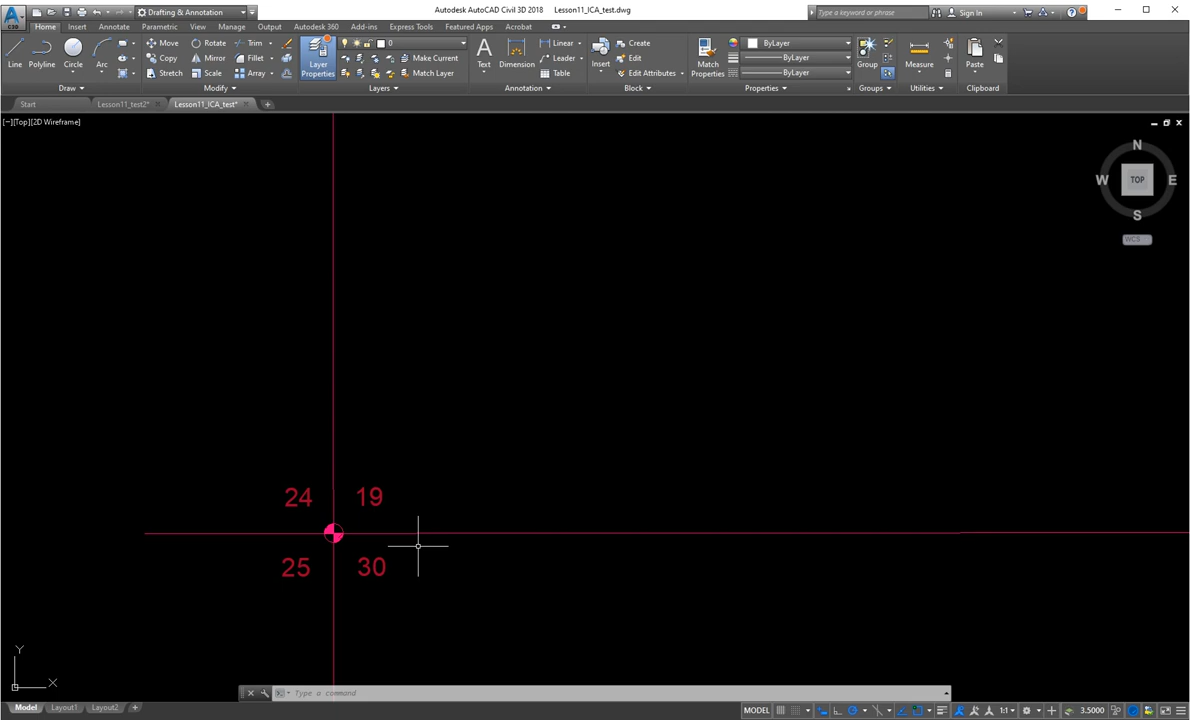 Drafting & Annotation
Autodesk AutoCAD Civil 3D 2018 Lesson11_ICA_test.dwg
Type a keyword or phrase
Sign In
Home Insert Annotate Parametric View Manage Output Autodesk 360 Add-ins Express Tools Featured Apps Acrobat
Line
Polyline
Circle
Arc
Move
Rotate
Trim
Copy
Mirror
Fillet
Stretch
Scale
Array
Layer
Properties
0
Make Current
Match Layer
Text
Dimension
Linear
Leader
Table
Insert
Create
Edit
Edit Attributes
Match
Properties
ByLayer
ByLayer
ByLayer
Group
Measure
Paste
Draw
Modify
Layers
Annotation
Block
Properties
Groups
Utilities
Clipboard
Start
Lesson11_test2*
Lesson11_ICA_test*
[−][Top][2D Wireframe]
N
W
TOP
E
S
WCS
24 19
25 30
Y
X
Type a command
Model Layout1 Layout2
MODEL
1:1
3.5000